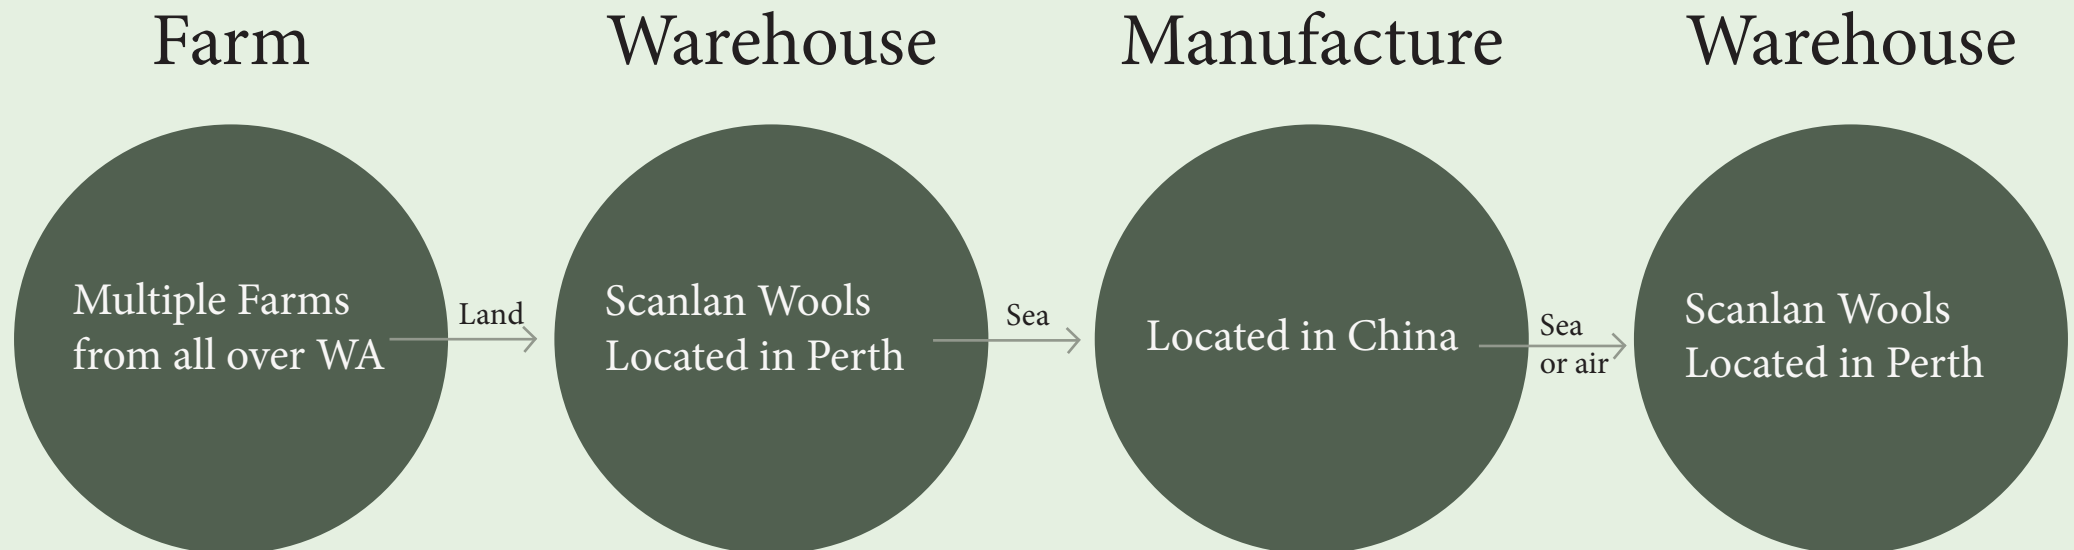 Farm
Warehouse
Manufacture
Warehouse
Multiple Farms
from all over WA
Land
Scanlan Wools
Located in Perth
Sea
Located in China
Sea
or air
Scanlan Wools
Located in Perth